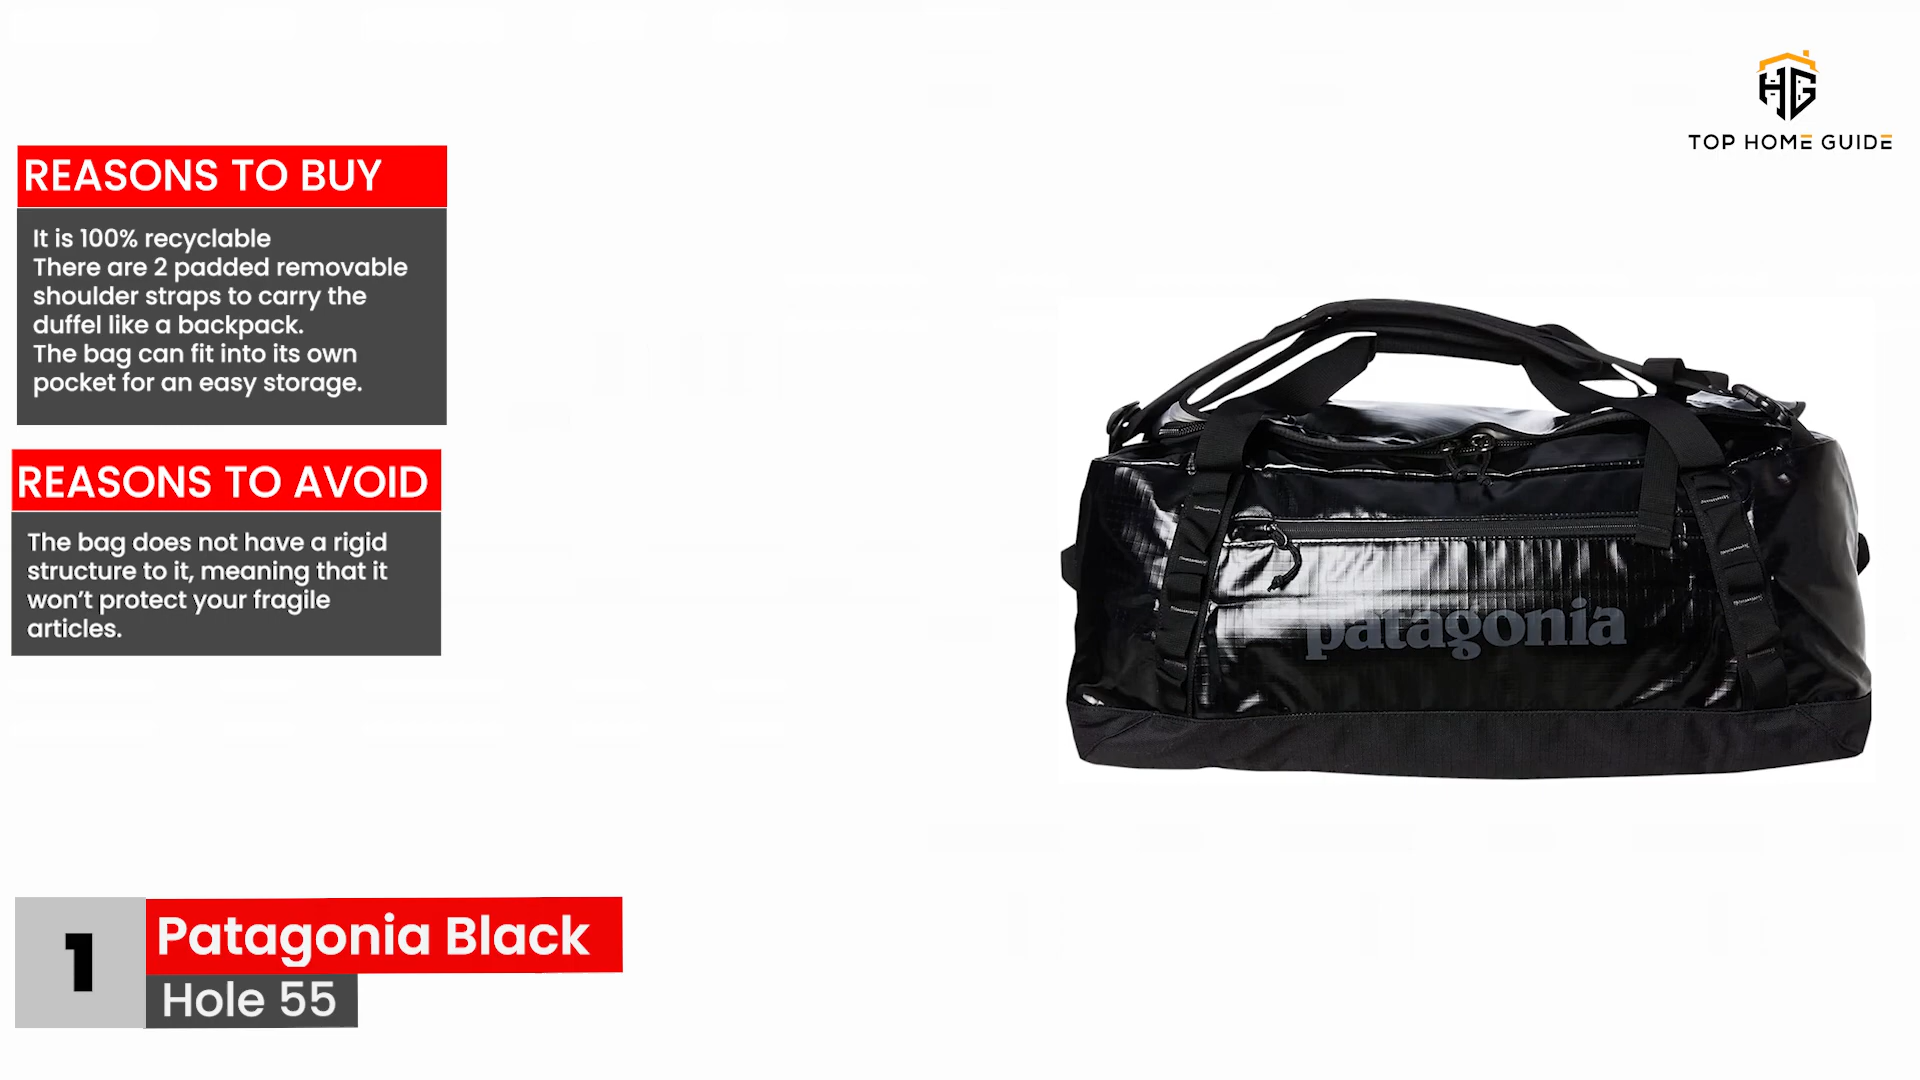 HG
TOP HOME GUIDE
REASONS TO BUY
It is 100% recyclable
There are 2 padded removable
shoulder straps to carry the
duffel like a backpack.
The bag can fit into its own
pocket for an easy storage.
REASONS TO AVOID
The bag does not have a rigid
structure to it, meaning that it
won’t protect your fragile
articles.
patagonia
1
Patagonia Black
Hole 55